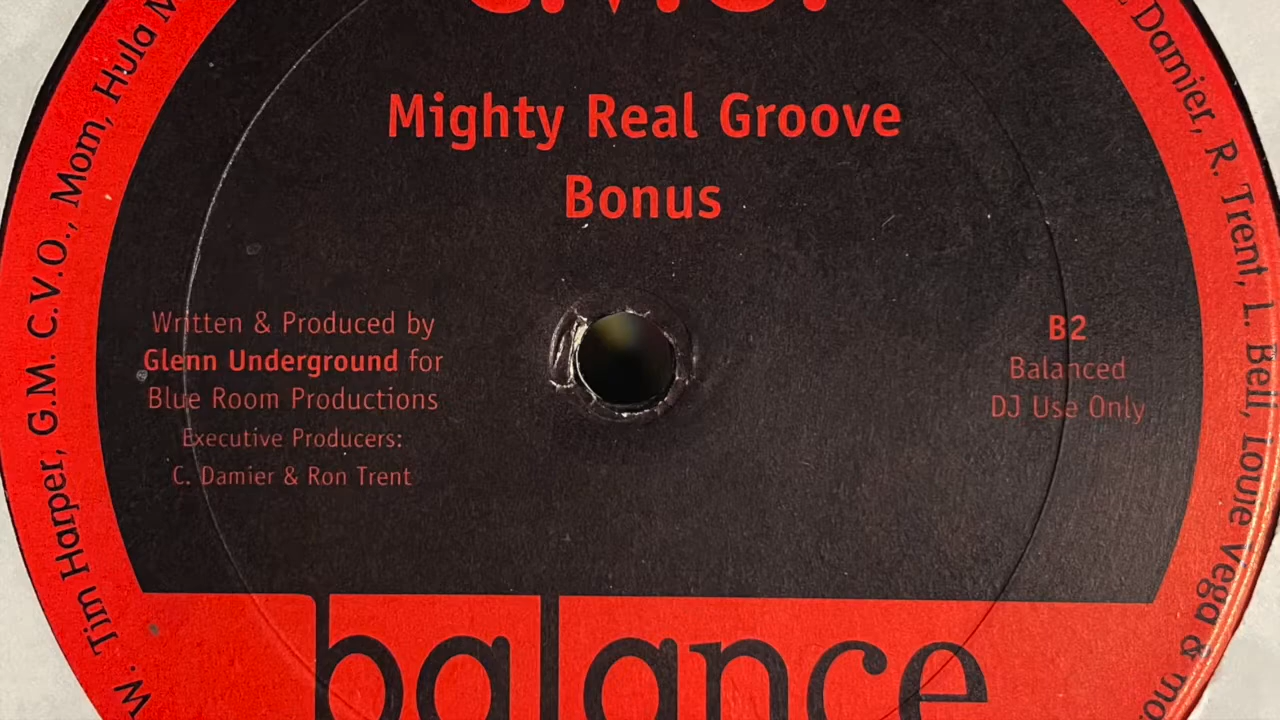 C.V.O.
Mighty Real Groove
Bonus
Written & Produced by
Glenn Underground for
Blue Room Productions
Executive Producers:
C. Damier & Ron Trent
B2
Balanced
DJ Use Only
balance
W. Tim Harper, G.M. C.V.O., Mom, Hula
Damier, R. Trent, L. Bell, Louie Vega &